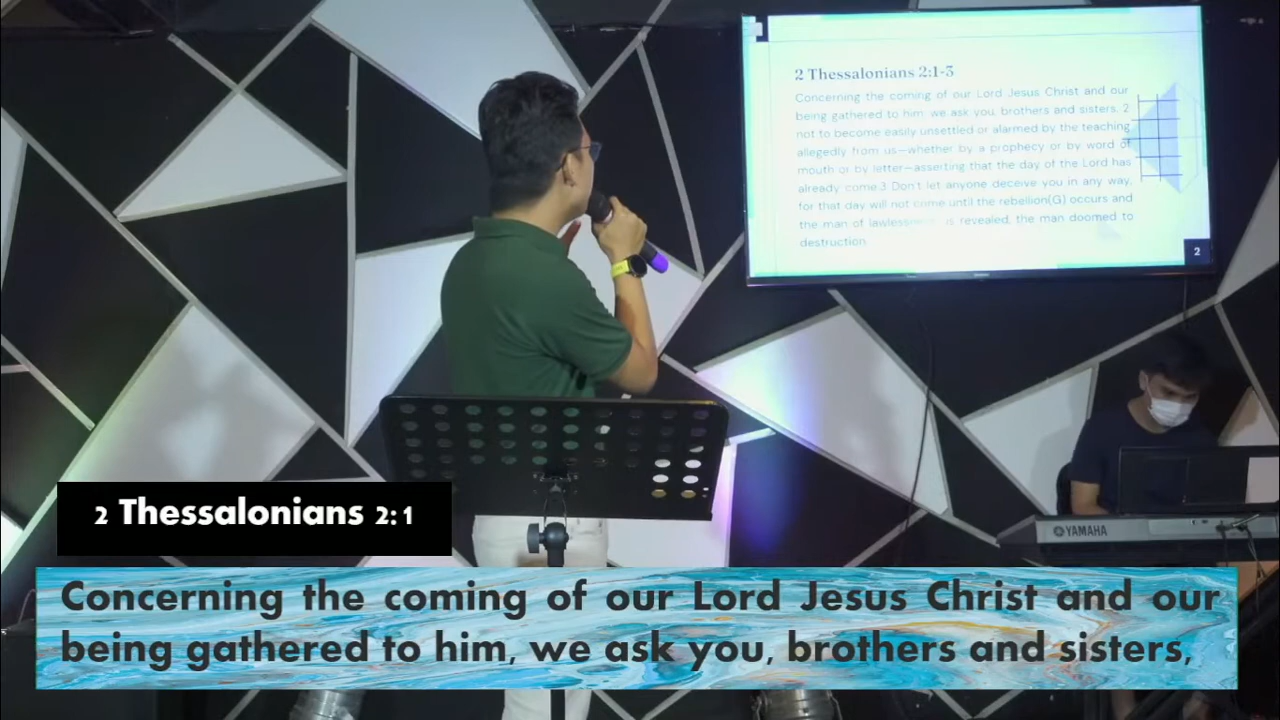 2 Thessalonians 2:1-3
Concerning the coming of our Lord Jesus Christ and our
being gathered to him, we ask you, brothers and sisters, 2
not to become easily unsettled or alarmed by the teaching
allegedly from us—whether by a prophecy or by word of
mouth or by letter—asserting that the day of the Lord has
already come.3 Don't let anyone deceive you in any way,
for that day will not come until the rebellion(G) occurs and
the man of is revealed, the man doomed to
destruction.
2
YAMAHA
2 Thessalonians 2:1
Concerning the coming of our Lord Jesus Christ and our
being gathered to him, we ask you, brothers and sisters,